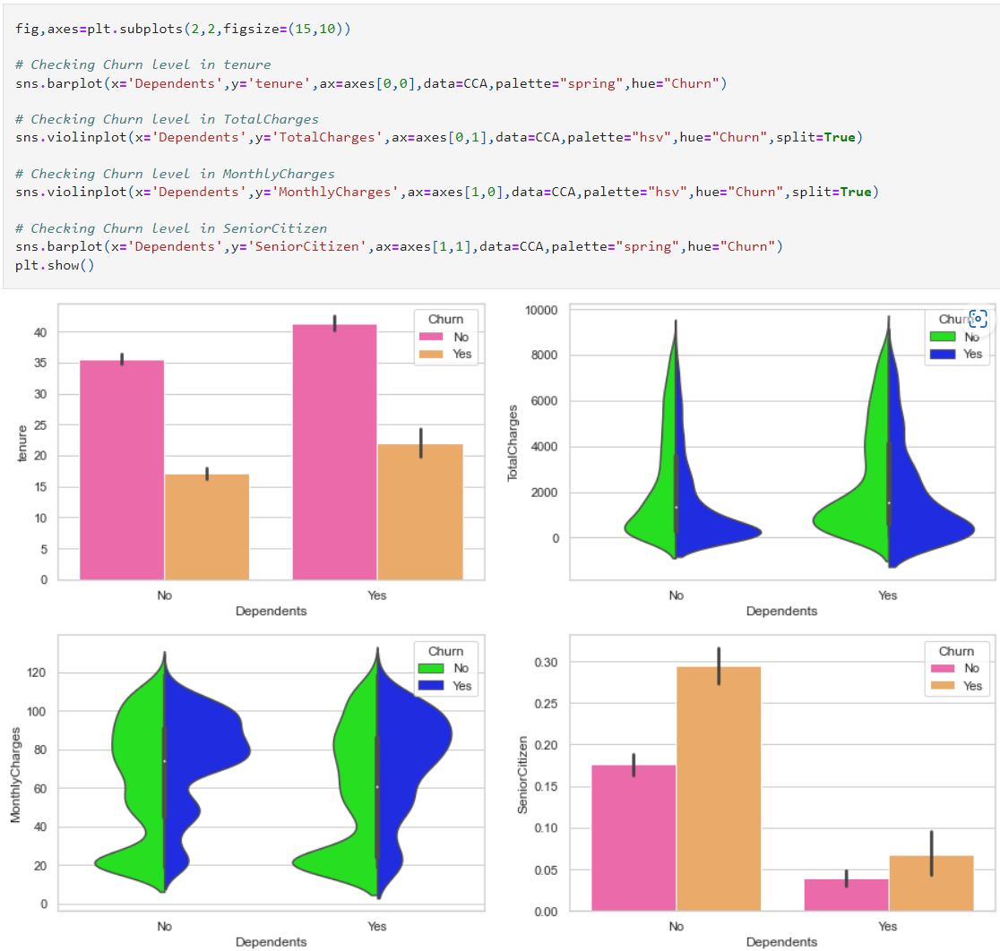 fig,axes=plt.subplots(2,2,figsize=(15,10))
# Checking Churn level in tenure
sns.barplot(x='Dependents',y='tenure',ax=axes[0,0],data=CCA,palette="spring",hue="Churn")
# Checking Churn level in TotalCharges
sns.violinplot(x='Dependents',y='TotalCharges',ax=axes[0,1],data=CCA,palette="hsv",hue="Churn",split=True)
# Checking Churn level in MonthlyCharges
sns.violinplot(x='Dependents',y='MonthlyCharges',ax=axes[1,0],data=CCA,palette="hsv",hue="Churn",split=True)
# Checking Churn level in SeniorCitizen
sns.barplot(x='Dependents',y='SeniorCitizen',ax=axes[1,1],data=CCA,palette="spring",hue="Churn")
plt.show()
40
35
30
25
20
15
10
5
0
tenure
Churn
No
Yes
No Yes
Dependents
10000
8000
6000
4000
2000
0
TotalCharges
Churn
No
Yes
No Yes
Dependents
120
100
80
60
40
20
0
MonthlyCharges
Churn
No
Yes
No Yes
Dependents
0.30
0.25
0.20
0.15
0.10
0.05
0.00
SeniorCitizen
Churn
No
Yes
No Yes
Dependents